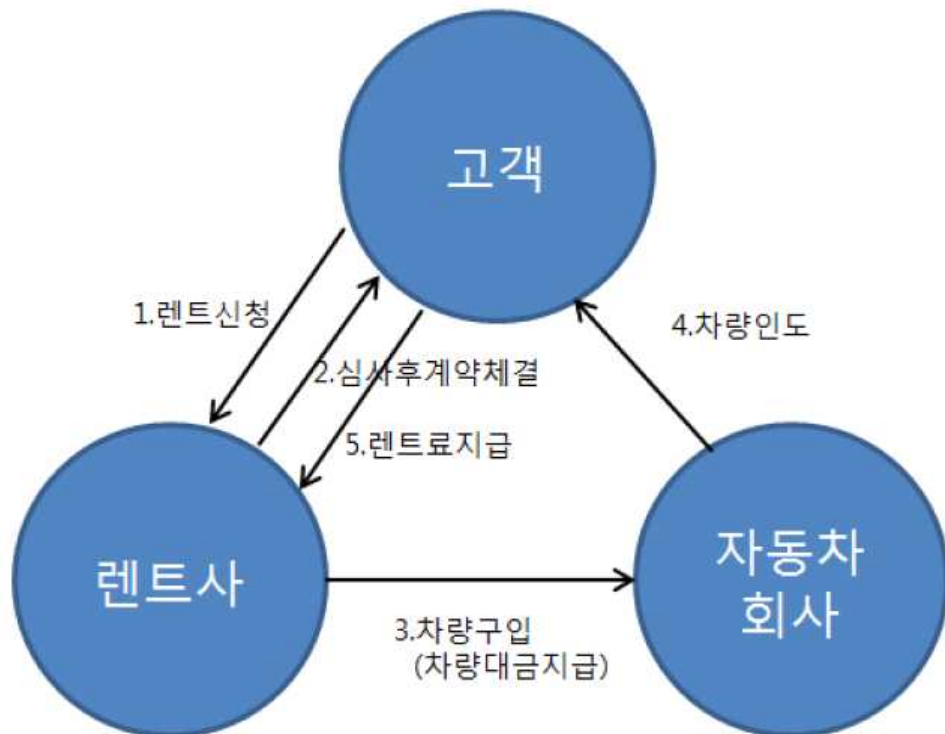 고객
1.렌트신청
4.차량인도
2.심사후계약체결
5.렌트료지급
렌트사
자동차
회사
3.차량구입
(차량대금지급)